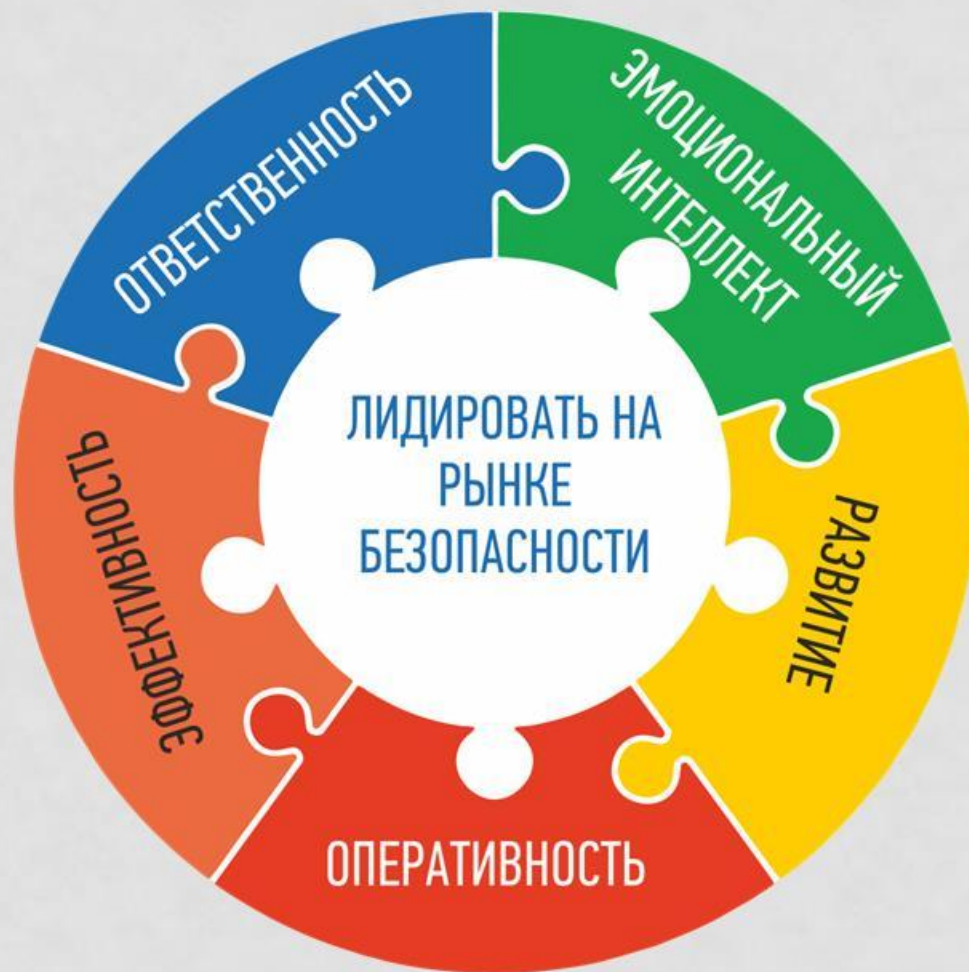 ОТВЕТСТВЕННОСТЬ
ЭМОЦИОНАЛЬНЫЙ
ИНТЕЛЛЕКТ
РАЗВИТИЕ
ОПЕРАТИВНОСТЬ
ЭФФЕКТИВНОСТЬ
ЛИДИРОВАТЬ НА
РЫНКЕ
БЕЗОПАСНОСТИ